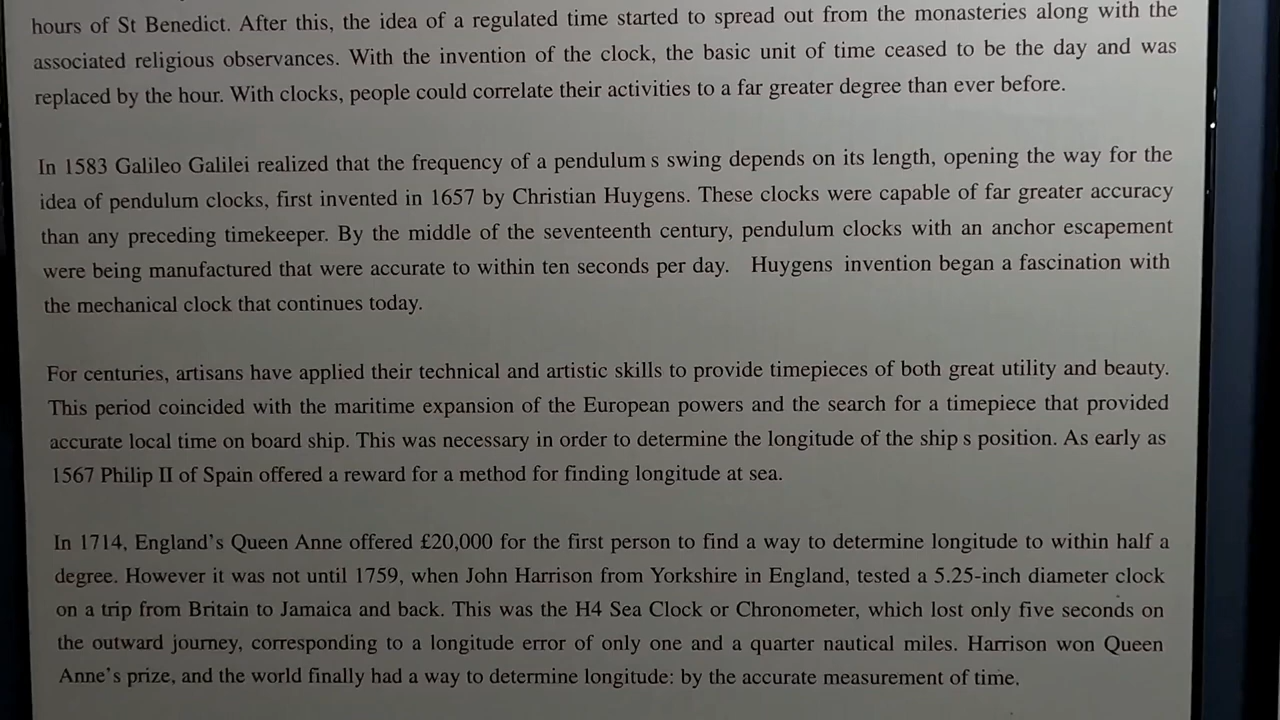 hours of St Benedict. After this, the idea of a regulated time started to spread out from the monasteries along with the
associated religious observances. With the invention of the clock, the basic unit of time ceased to be the day and was
replaced by the hour. With clocks, people could correlate their activities to a far greater degree than ever before.
In 1583 Galileo Galilei realized that the frequency of a pendulum s swing depends on its length, opening the way for the
idea of pendulum clocks, first invented in 1657 by Christian Huygens. These clocks were capable of far greater accuracy
than any preceding timekeeper. By the middle of the seventeenth century, pendulum clocks with an anchor escapement
were being manufactured that were accurate to within ten seconds per day. Huygens invention began a fascination with
the mechanical clock that continues today.
For centuries, artisans have applied their technical and artistic skills to provide timepieces of both great utility and beauty.
This period coincided with the maritime expansion of the European powers and the search for a timepiece that provided
accurate local time on board ship. This was necessary in order to determine the longitude of the ship s position. As early as
1567 Philip II of Spain offered a reward for a method for finding longitude at sea.
In 1714, England’s Queen Anne offered £20,000 for the first person to find a way to determine longitude to within half a
degree. However it was not until 1759, when John Harrison from Yorkshire in England, tested a 5.25-inch diameter clock
on a trip from Britain to Jamaica and back. This was the H4 Sea Clock or Chronometer, which lost only five seconds on
the outward journey, corresponding to a longitude error of only one and a quarter nautical miles. Harrison won Queen
Anne’s prize, and the world finally had a way to determine longitude: by the accurate measurement of time.